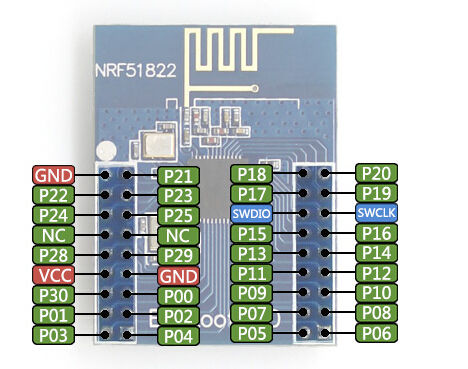 NRF51822
GND P21 P18 P20
P22 P23 P17 P19
P24 P25 SWDIO SWCLK
NC NC P15 P16
P28 P29 P13 P14
VCC GND P11 P12
P30 P00 P09 P10
P01 P02 P07 P08
P03 P04 P05 P06